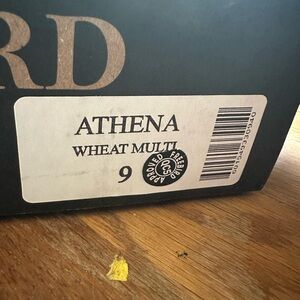 RD
ATHENA
WHEAT MULTI
9
APPROVED FREEBIRD